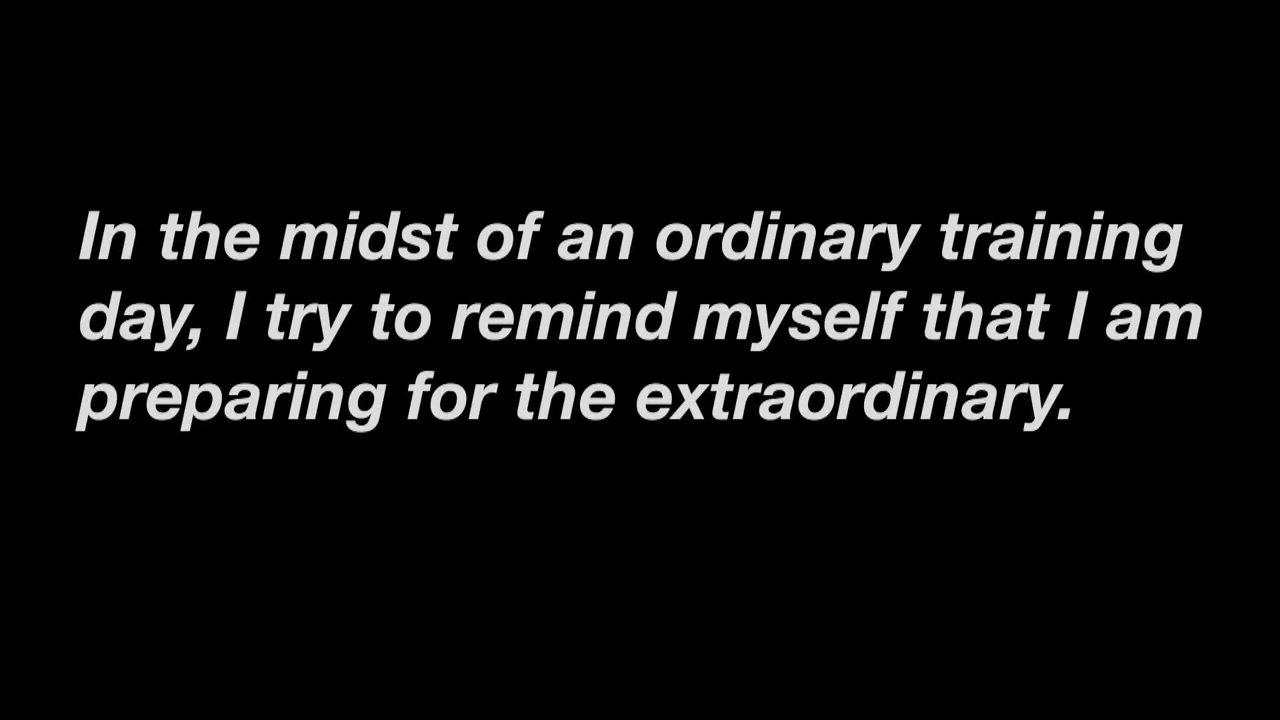 In the midst of an ordinary training
day, I try to remind myself that I am
preparing for the extraordinary.